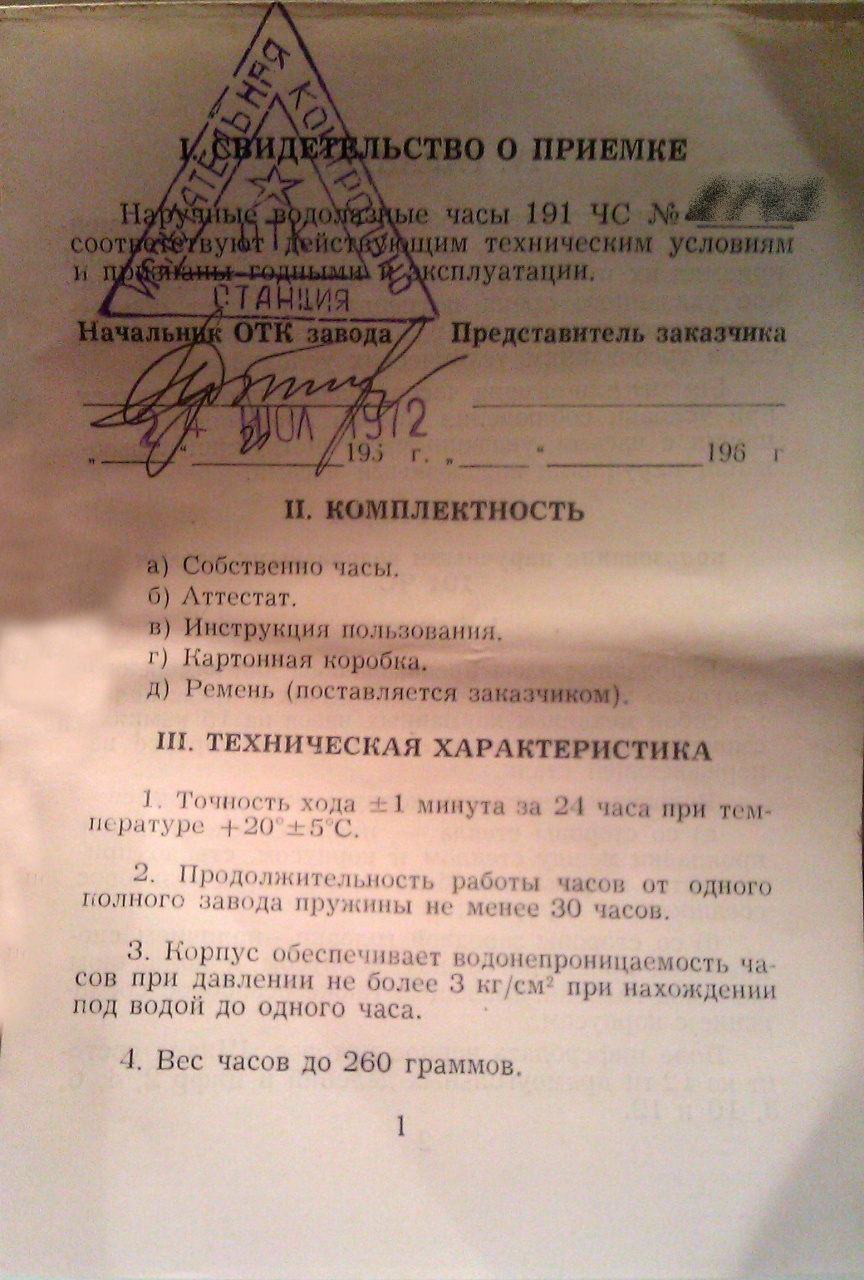 ИЗМЕРИТЕЛЬНАЯ
КОНТРОЛЬНО
ОТК
СТАНЦИЯ
I. СВИДЕТЕЛЬСТВО О ПРИЕМКЕ
Наручные водолазные часы 191 ЧС №
соответствуют действующим техническим условиям
и признаны годными к эксплуатации.
Начальник ОТК завода Представитель заказчика
24 ИЮЛ 1972
„ “ 195 г. „ “ 196 г
II. КОМПЛЕКТНОСТЬ
а) Собственно часы.
б) Аттестат.
в) Инструкция пользования.
г) Картонная коробка.
д) Ремень (поставляется заказчиком).
III. ТЕХНИЧЕСКАЯ ХАРАКТЕРИСТИКА
1. Точность хода ±1 минута за 24 часа при тем-
пературе +20°±5°С.
2. Продолжительность работы часов от одного
полного завода пружины не менее 30 часов.
3. Корпус обеспечивает водонепроницаемость ча-
сов при давлении не более 3 кг/см² при нахождении
под водой до одного часа.
4. Вес часов до 260 граммов.
1